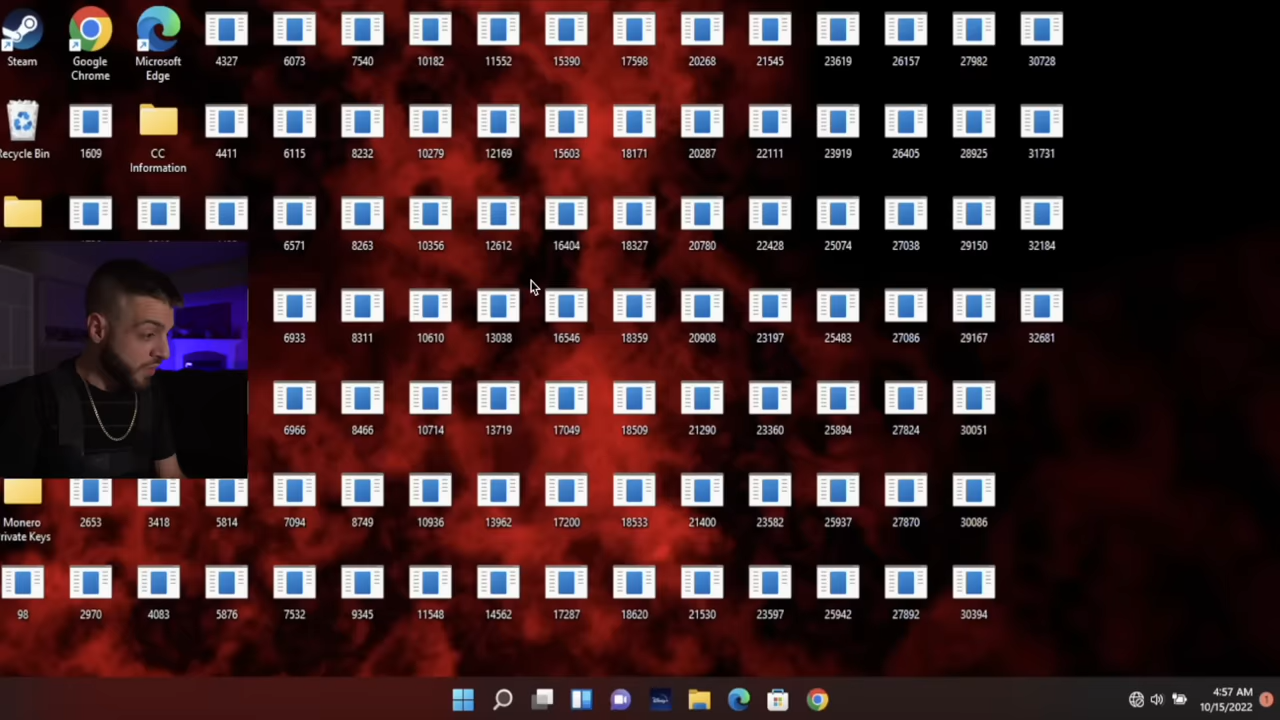 Steam
Google Chrome
Microsoft Edge
4327 6073 7540 10182 11552 15390 17598 20268 21545 23619 26157 27982 30728
Recycle Bin 1609 CC Information 4411 6115 8232 10279 12169 15603 18171 20287 22111 23919 26405 28925 31731
6571 8263 10356 12612 16404 18327 20780 22428 25074 27038 29150 32184
6933 8311 10610 13038 16546 18359 20908 23197 25483 27086 29167 32681
6966 8466 10714 13719 17049 18509 21290 23360 25894 27824 30051
Monero rivate Keys 2653 3418 5814 7094 8749 10936 13962 17200 18533 21400 23582 25937 27870 30086
98 2970 4083 5876 7532 9345 11548 14562 17287 18620 21530 23597 25942 27892 30394
4:57 AM
10/15/2022
1